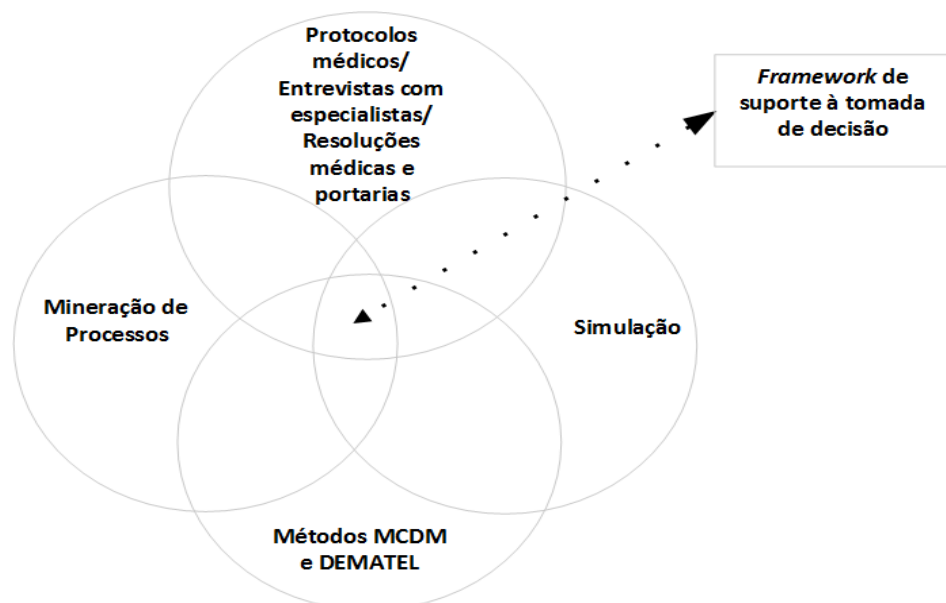 Protocolos
médicos/
Entrevistas com
especialistas/
Resoluções
médicas e
portarias
Framework de
suporte à tomada
de decisão
Mineração de
Processos
Simulação
Métodos MCDM
e DEMATEL